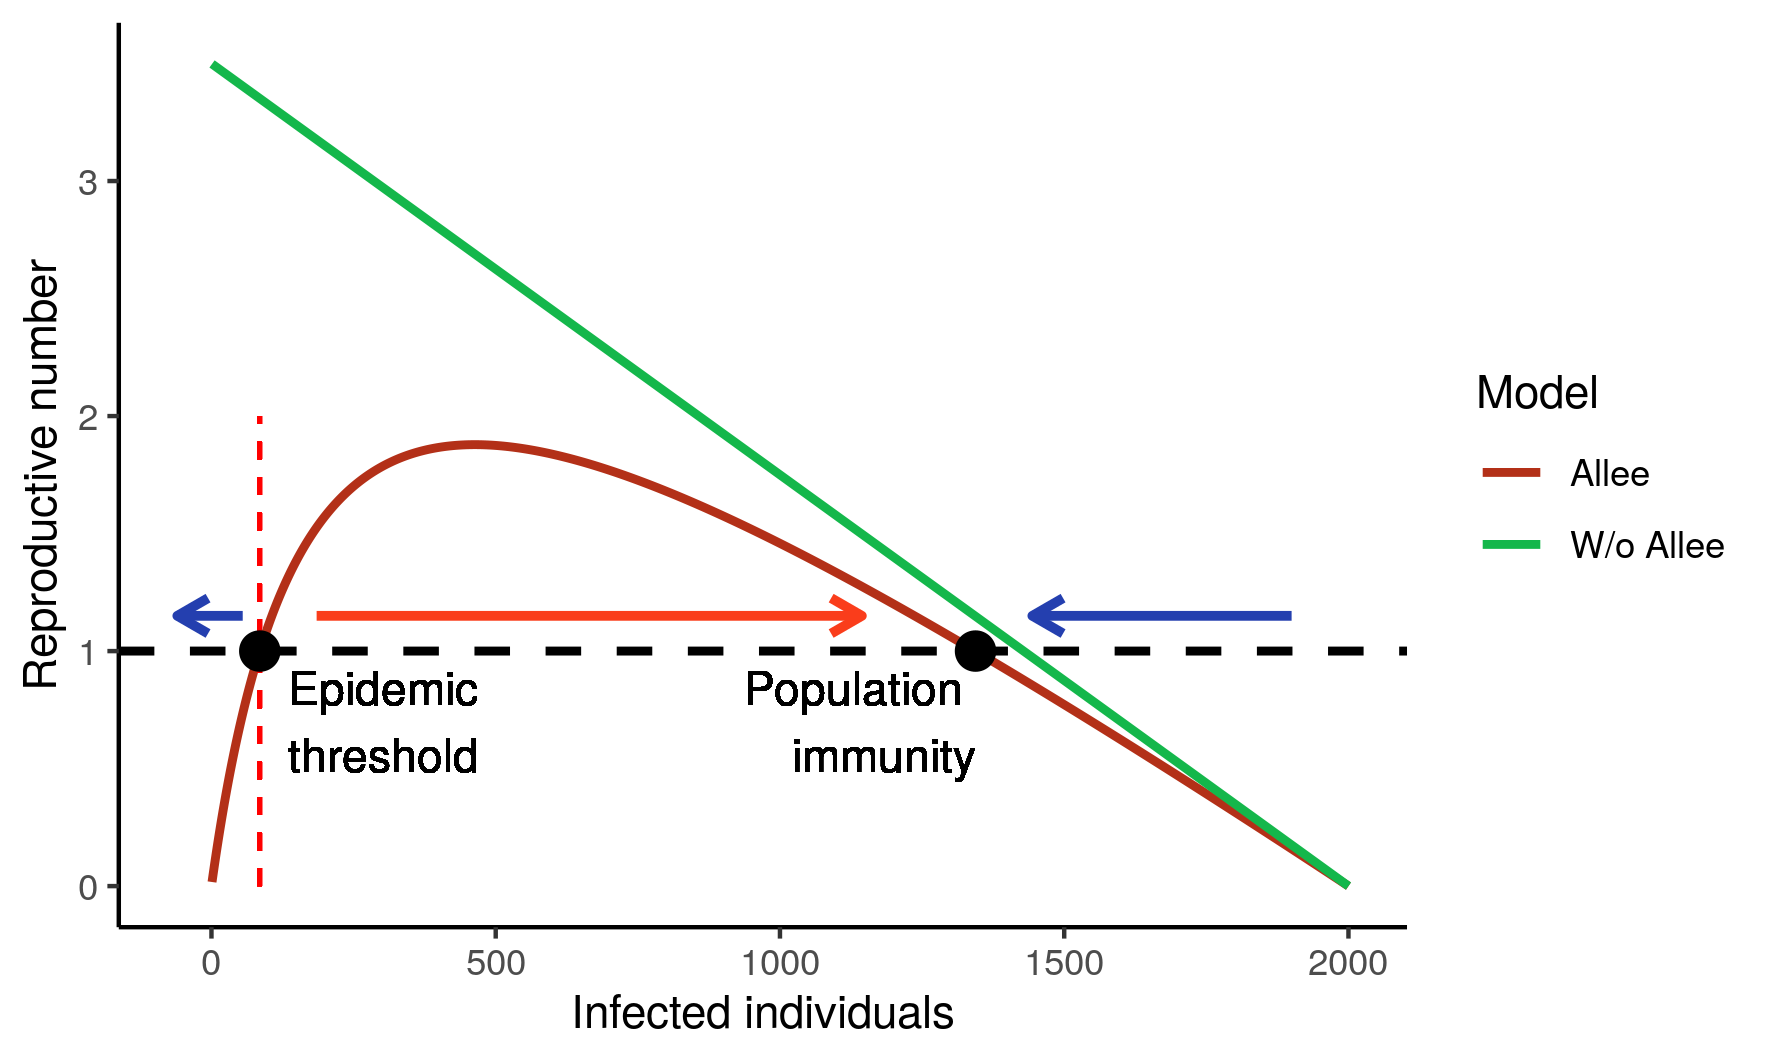 Reproductive number
3
2
1
0
Epidemic
threshold
Population
immunity
0 500 1000 1500 2000
Infected individuals
Model
Allee
W/o Allee